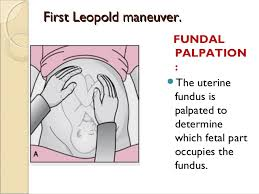 First Leopold maneuver.
FUNDAL
PALPATION
:
The uterine
fundus is
palpated to
determine
which fetal part
occupies the
fundus.
A